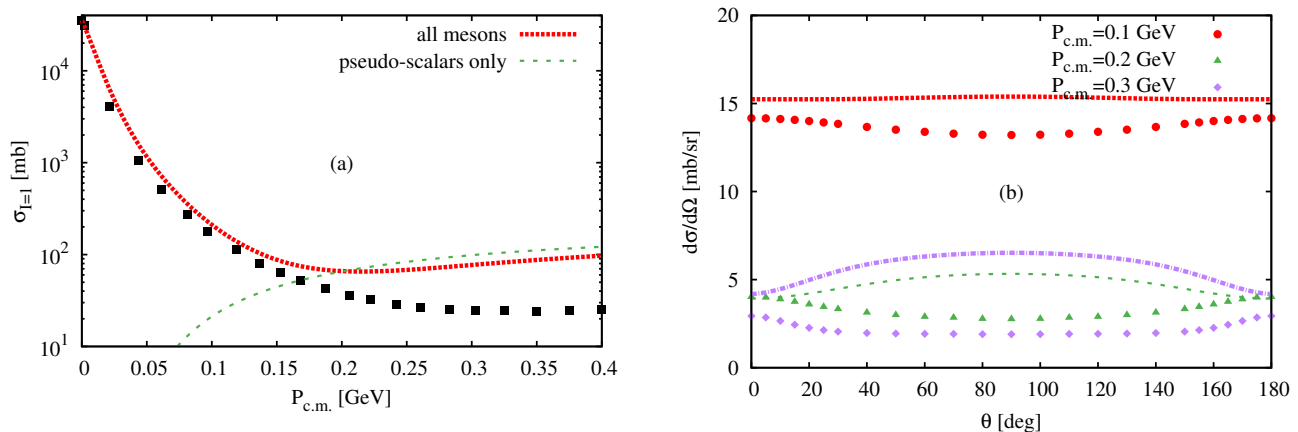 all mesons
pseudo-scalars only
(a)
σ_{I=1} [mb]
10^4
10^3
10^2
10^1
0 0.05 0.1 0.15 0.2 0.25 0.3 0.35 0.4
P_{c.m.} [GeV]
P_{c.m.}=0.1 GeV
P_{c.m.}=0.2 GeV
P_{c.m.}=0.3 GeV
(b)
dσ/dΩ [mb/sr]
20
15
10
5
0
0 20 40 60 80 100 120 140 160 180
θ [deg]